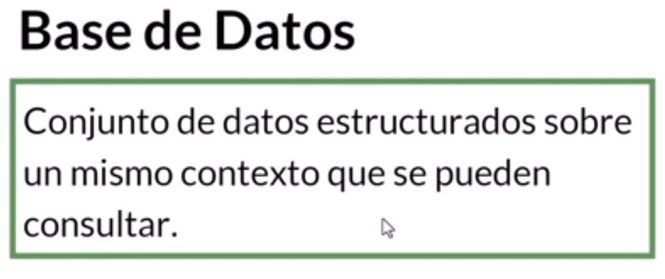 Base de Datos
Conjunto de datos estructurados sobre
un mismo contexto que se pueden
consultar.